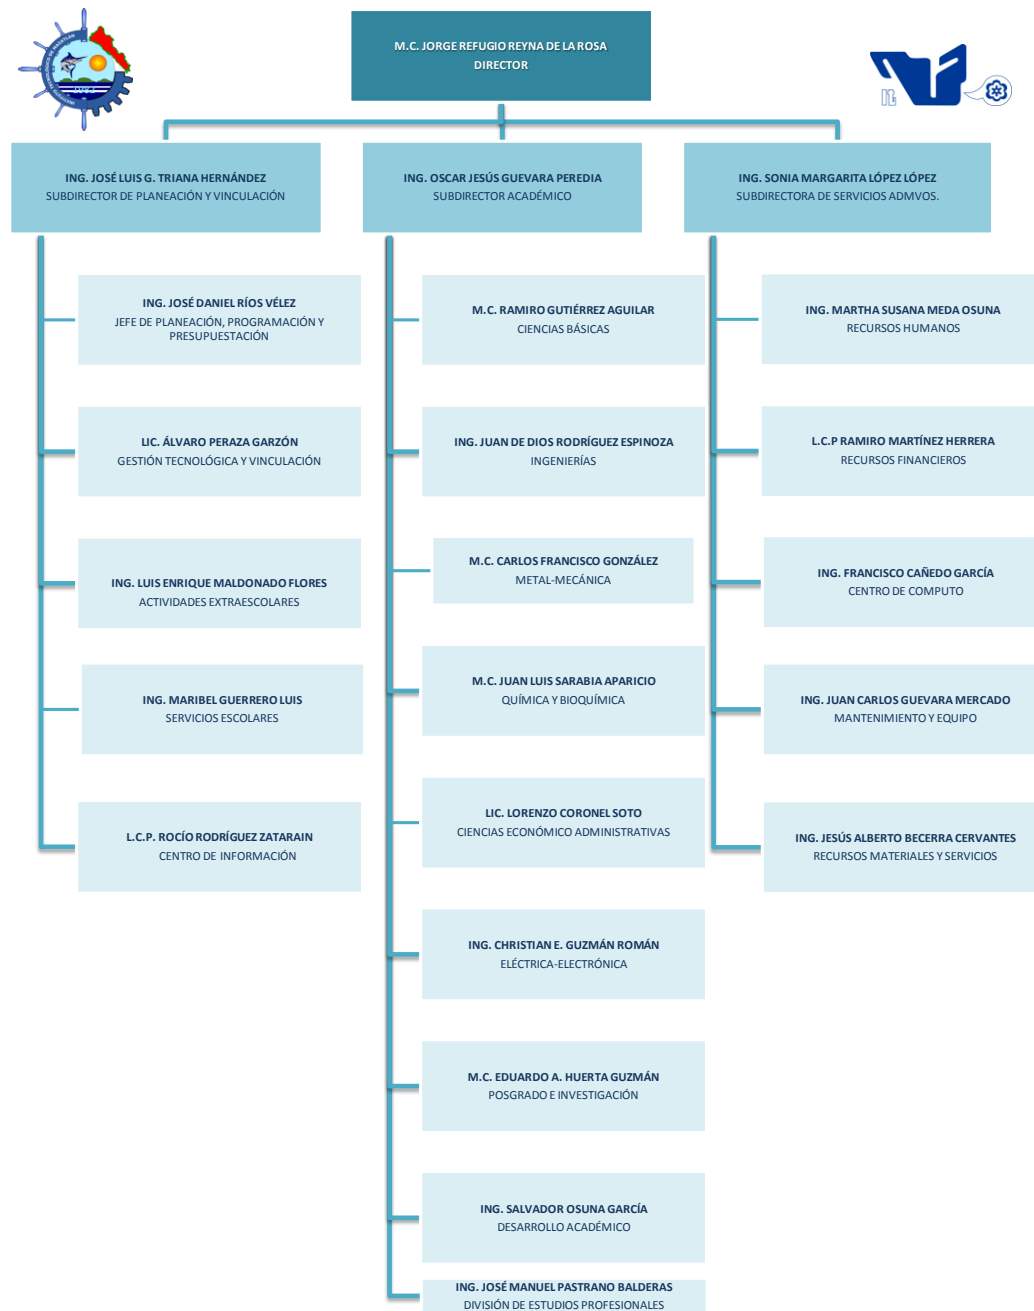 M.C. JORGE REFUGIO REYNA DE LA ROSA
DIRECTOR
ING. JOSÉ LUIS G. TRIANA HERNÁNDEZ
SUBDIRECTOR DE PLANEACIÓN Y VINCULACIÓN
ING. OSCAR JESÚS GUEVARA PEREDIA
SUBDIRECTOR ACADÉMICO
ING. SONIA MARGARITA LÓPEZ LÓPEZ
SUBDIRECTORA DE SERVICIOS ADMVOS.
ING. JOSÉ DANIEL RÍOS VÉLEZ
JEFE DE PLANEACIÓN, PROGRAMACIÓN Y
PRESUPUESTACIÓN
LIC. ÁLVARO PERAZA GARZÓN
GESTIÓN TECNOLÓGICA Y VINCULACIÓN
ING. LUIS ENRIQUE MALDONADO FLORES
ACTIVIDADES EXTRAESCOLARES
ING. MARIBEL GUERRERO LUIS
SERVICIOS ESCOLARES
L.C.P. ROCÍO RODRÍGUEZ ZATARAIN
CENTRO DE INFORMACIÓN
M.C. RAMIRO GUTIÉRREZ AGUILAR
CIENCIAS BÁSICAS
ING. JUAN DE DIOS RODRÍGUEZ ESPINOZA
INGENIERÍAS
M.C. CARLOS FRANCISCO GONZÁLEZ
METAL-MECÁNICA
M.C. JUAN LUIS SARABIA APARICIO
QUÍMICA Y BIOQUÍMICA
LIC. LORENZO CORONEL SOTO
CIENCIAS ECONÓMICO ADMINISTRATIVAS
ING. CHRISTIAN E. GUZMÁN ROMÁN
ELÉCTRICA-ELECTRÓNICA
M.C. EDUARDO A. HUERTA GUZMÁN
POSGRADO E INVESTIGACIÓN
ING. SALVADOR OSUNA GARCÍA
DESARROLLO ACADÉMICO
ING. JOSÉ MANUEL PASTRANO BALDERAS
DIVISIÓN DE ESTUDIOS PROFESIONALES
ING. MARTHA SUSANA MEDA OSUNA
RECURSOS HUMANOS
L.C.P RAMIRO MARTÍNEZ HERRERA
RECURSOS FINANCIEROS
ING. FRANCISCO CAÑEDO GARCÍA
CENTRO DE COMPUTO
ING. JUAN CARLOS GUEVARA MERCADO
MANTENIMIENTO Y EQUIPO
ING. JESÚS ALBERTO BECERRA CERVANTES
RECURSOS MATERIALES Y SERVICIOS